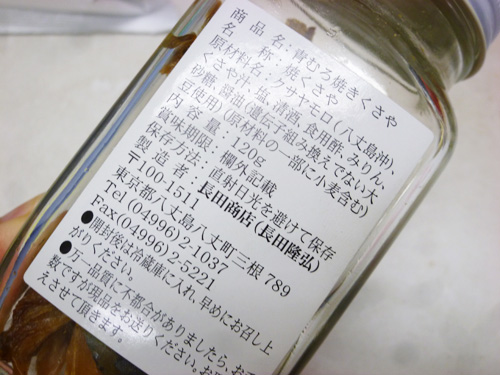 商品名：青むろ焼きくさや
名称：焼くさや
原材料名：クサヤモロ（八丈島沖）、
くさや汁、塩、清酒、食用酢、みりん、
砂糖、醤油（遺伝子組み換えでない大
豆使用）（原材料の一部に小麦含む）
内容量：120g
賞味期限：欄外記載
保存方法：直射日光を避けて保存
製造者：長田商店（長田隆弘）
〒100-1511
東京都八丈島八丈町三根789
Tel (04996) 2-1037
Fax (04996) 2-5221
●開封後は冷蔵庫に入れ、早めにお召し上
がりください。
●万一品質に不都合がありましたら、お手
数ですが現品をお送りください。お
えさせて頂きます。